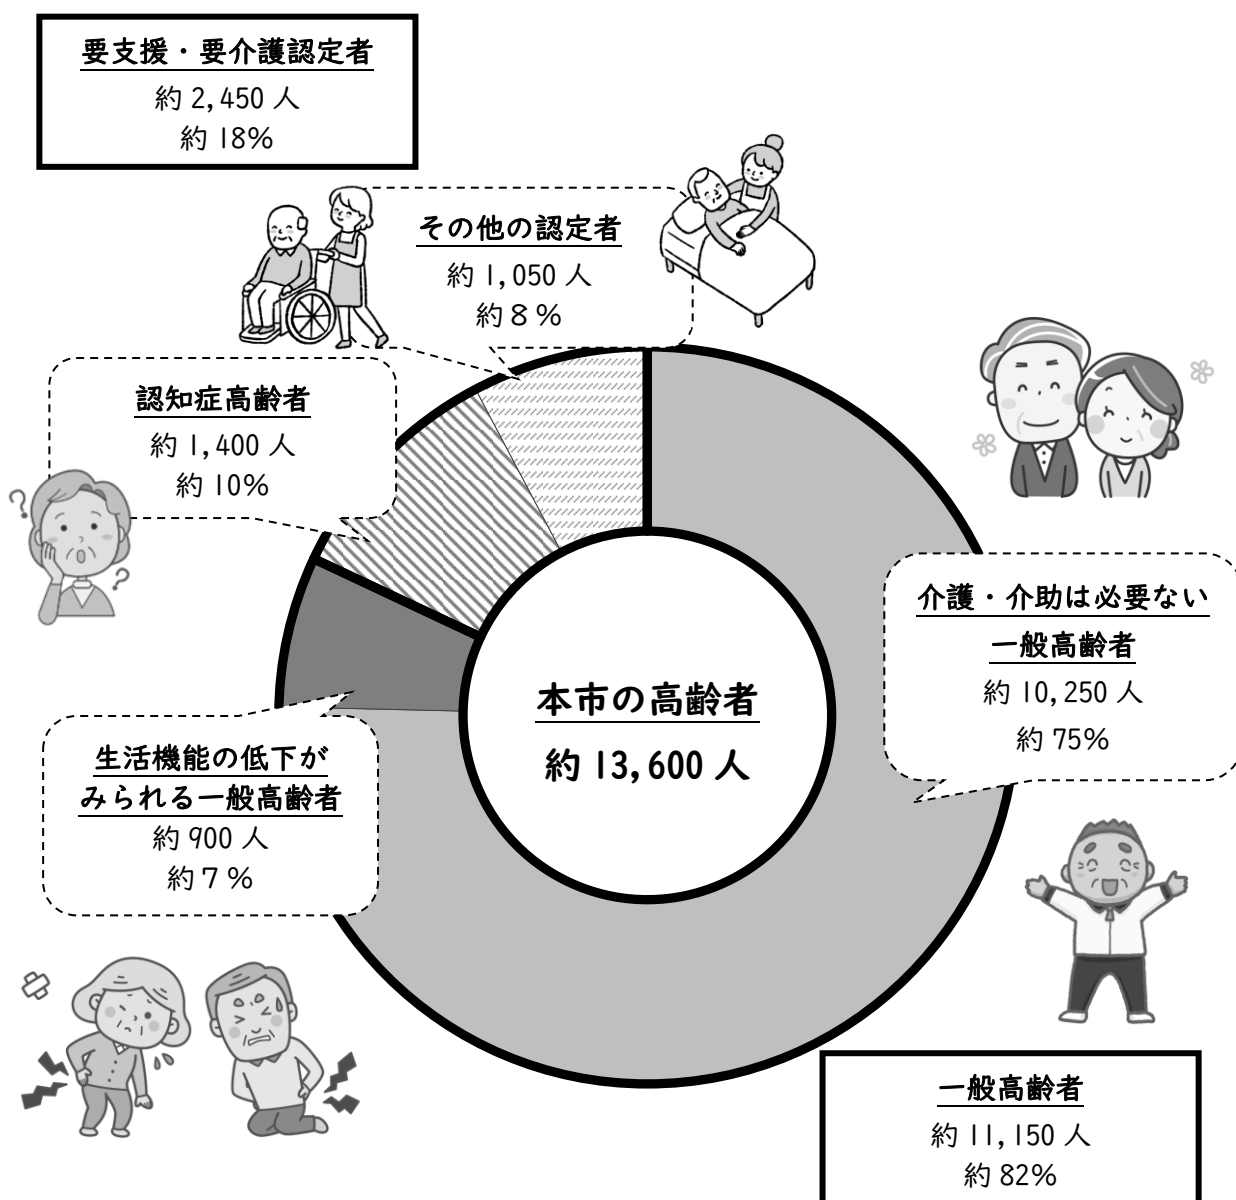 要支援・要介護認定者
約 2,450 人
約 18%
その他の認定者
約 1,050 人
約 8 %
認知症高齢者
約 1,400 人
約 10%
?
?
介護・介助は必要ない
一般高齢者
約 10,250 人
約 75%
本市の高齢者
約 13,600 人
生活機能の低下が
みられる一般高齢者
約 900 人
約 7 %
一般高齢者
約 11,150 人
約 82%